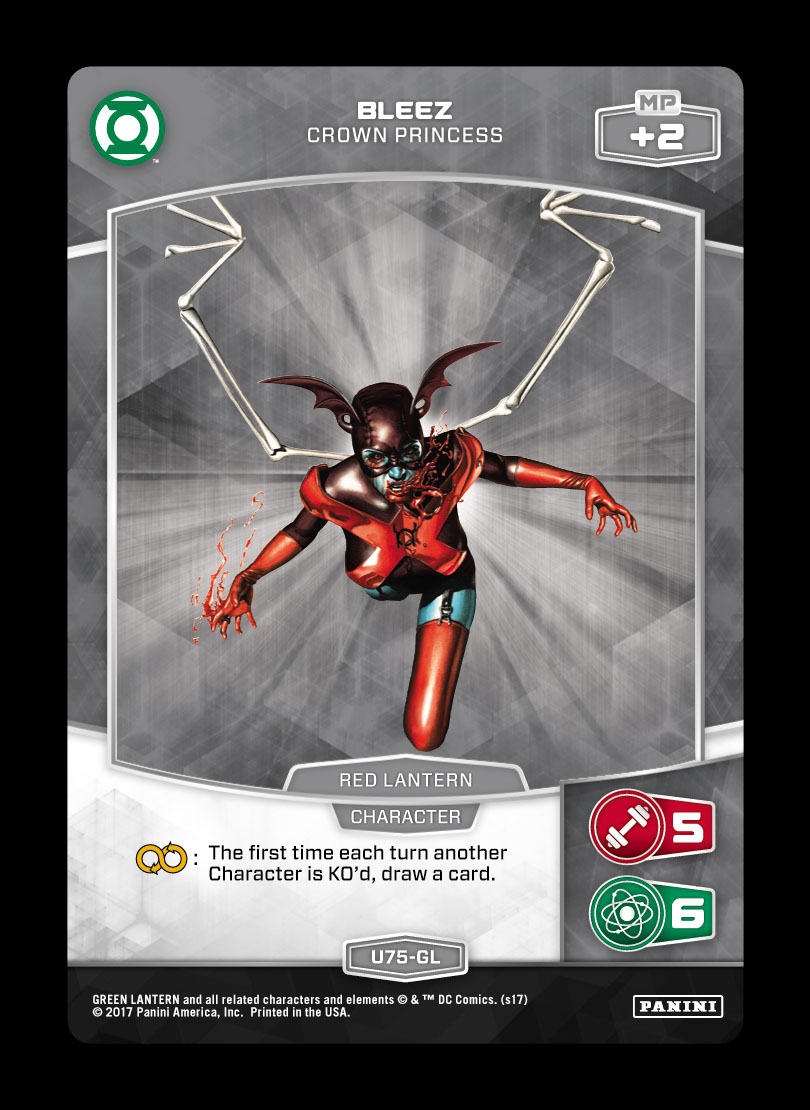 BLEEZ
CROWN PRINCESS
MP
+2
™
RED LANTERN
CHARACTER
: The first time each turn another
Character is KO'd, draw a card.
5
6
U75-GL
GREEN LANTERN and all related characters and elements © & ™ DC Comics. (s17)
© 2017 Panini America, Inc. Printed in the USA.
PANINI